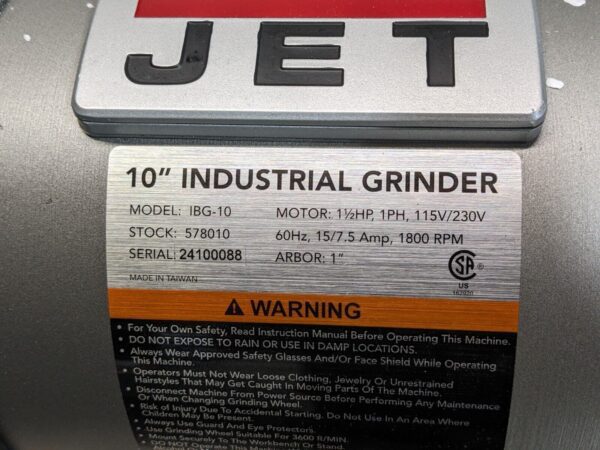 JET
10" INDUSTRIAL GRINDER
MODEL: IBG-10 MOTOR: 1½HP, 1PH, 115V/230V
STOCK: 578010 60Hz, 15/7.5 Amp, 1800 RPM
SERIAL: 24100088 ARBOR: 1"
MADE IN TAIWAN
SA ®
US
⚠ WARNING
• For Your Own Safety, Read Instruction Manual Before Operating This Machine.
• DO NOT EXPOSE TO RAIN OR USE IN DAMP LOCATIONS.
• Always Wear Approved Safety Glasses And/Or Face Shield While Operating
This Machine.
• Operators Must Not Wear Loose Clothing, Jewelry Or Unrestrained
Hairstyles That May Get Caught In Moving Parts Of The Machine.
• Disconnect Machine From Power Source Before Performing Any Maintenance
Or When Changing Grinding Wheel.
• Risk of Injury Due To Accidental Starting. Do Not Use In An Area Where
Children May Be Present.
• Always Use Guard And Eye Protectors.
• Use Grinding Wheel Suitable For 3600 R/MIN.
• Mount Securely To The Workbench Or Stand.
• DO NOT Operate This